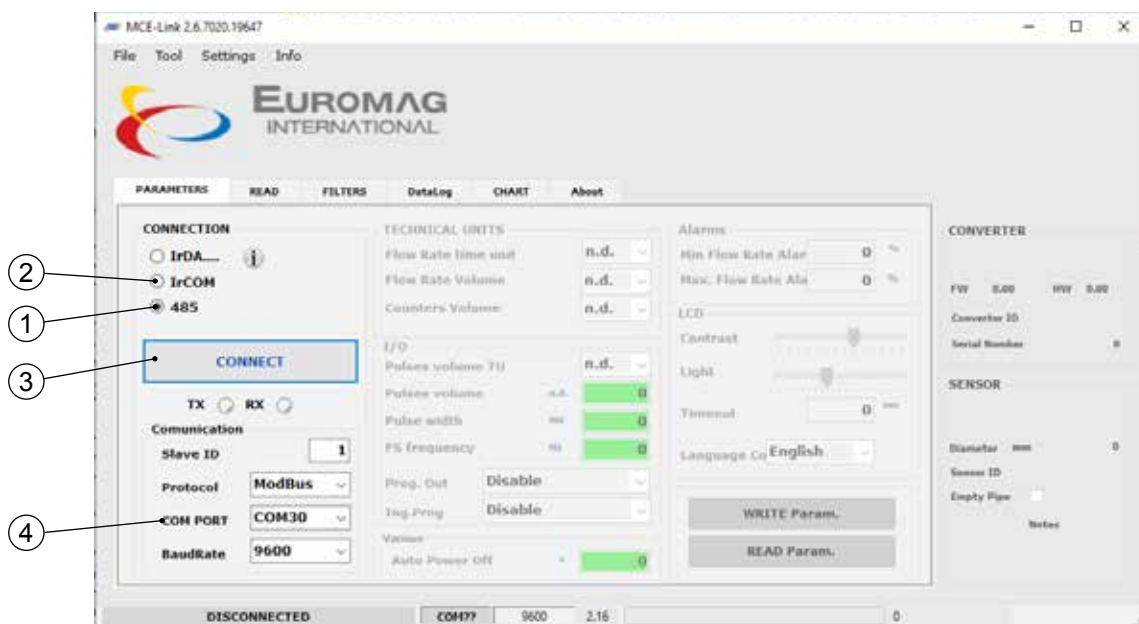 MCE-Link 2.6.7020.19647
File Tool Settings Info
EUROMAG
INTERNATIONAL
PARAMETERS READ FILTERS DataLog CHART About
CONNECTION
IrDA....
2 IrCOM
1 485
3 CONNECT
TX RX
Comunication
Slave ID 1
Protocol ModBus
4 COM PORT COM30
BaudRate 9600
TECHNICAL UNITS
Flow Rate time unit n.d.
Flow Rate Volume n.d.
Counters Volume n.d.
I/O
Pulses volume TU n.d.
Pulses volume n.d. 0
Pulse width ms 0
FS frequency Hz 0
Prog. Out Disable
Ing.Prog Disable
Various
Auto Power Off 0
Alarms
Min Flow Rate Alar 0 %
Max. Flow Rate Ala 0 %
LCD
Contrast
Light
Timeout 0
Language Co English
WRITE Param.
READ Param.
CONVERTER
FW 0.00 HW 0.00
Convertor ID
Serial Number 0
SENSOR
Diameter mm 0
Sensor ID
Empty Pipe
Notes
DISCONNECTED COM?? 9600 2.16 0